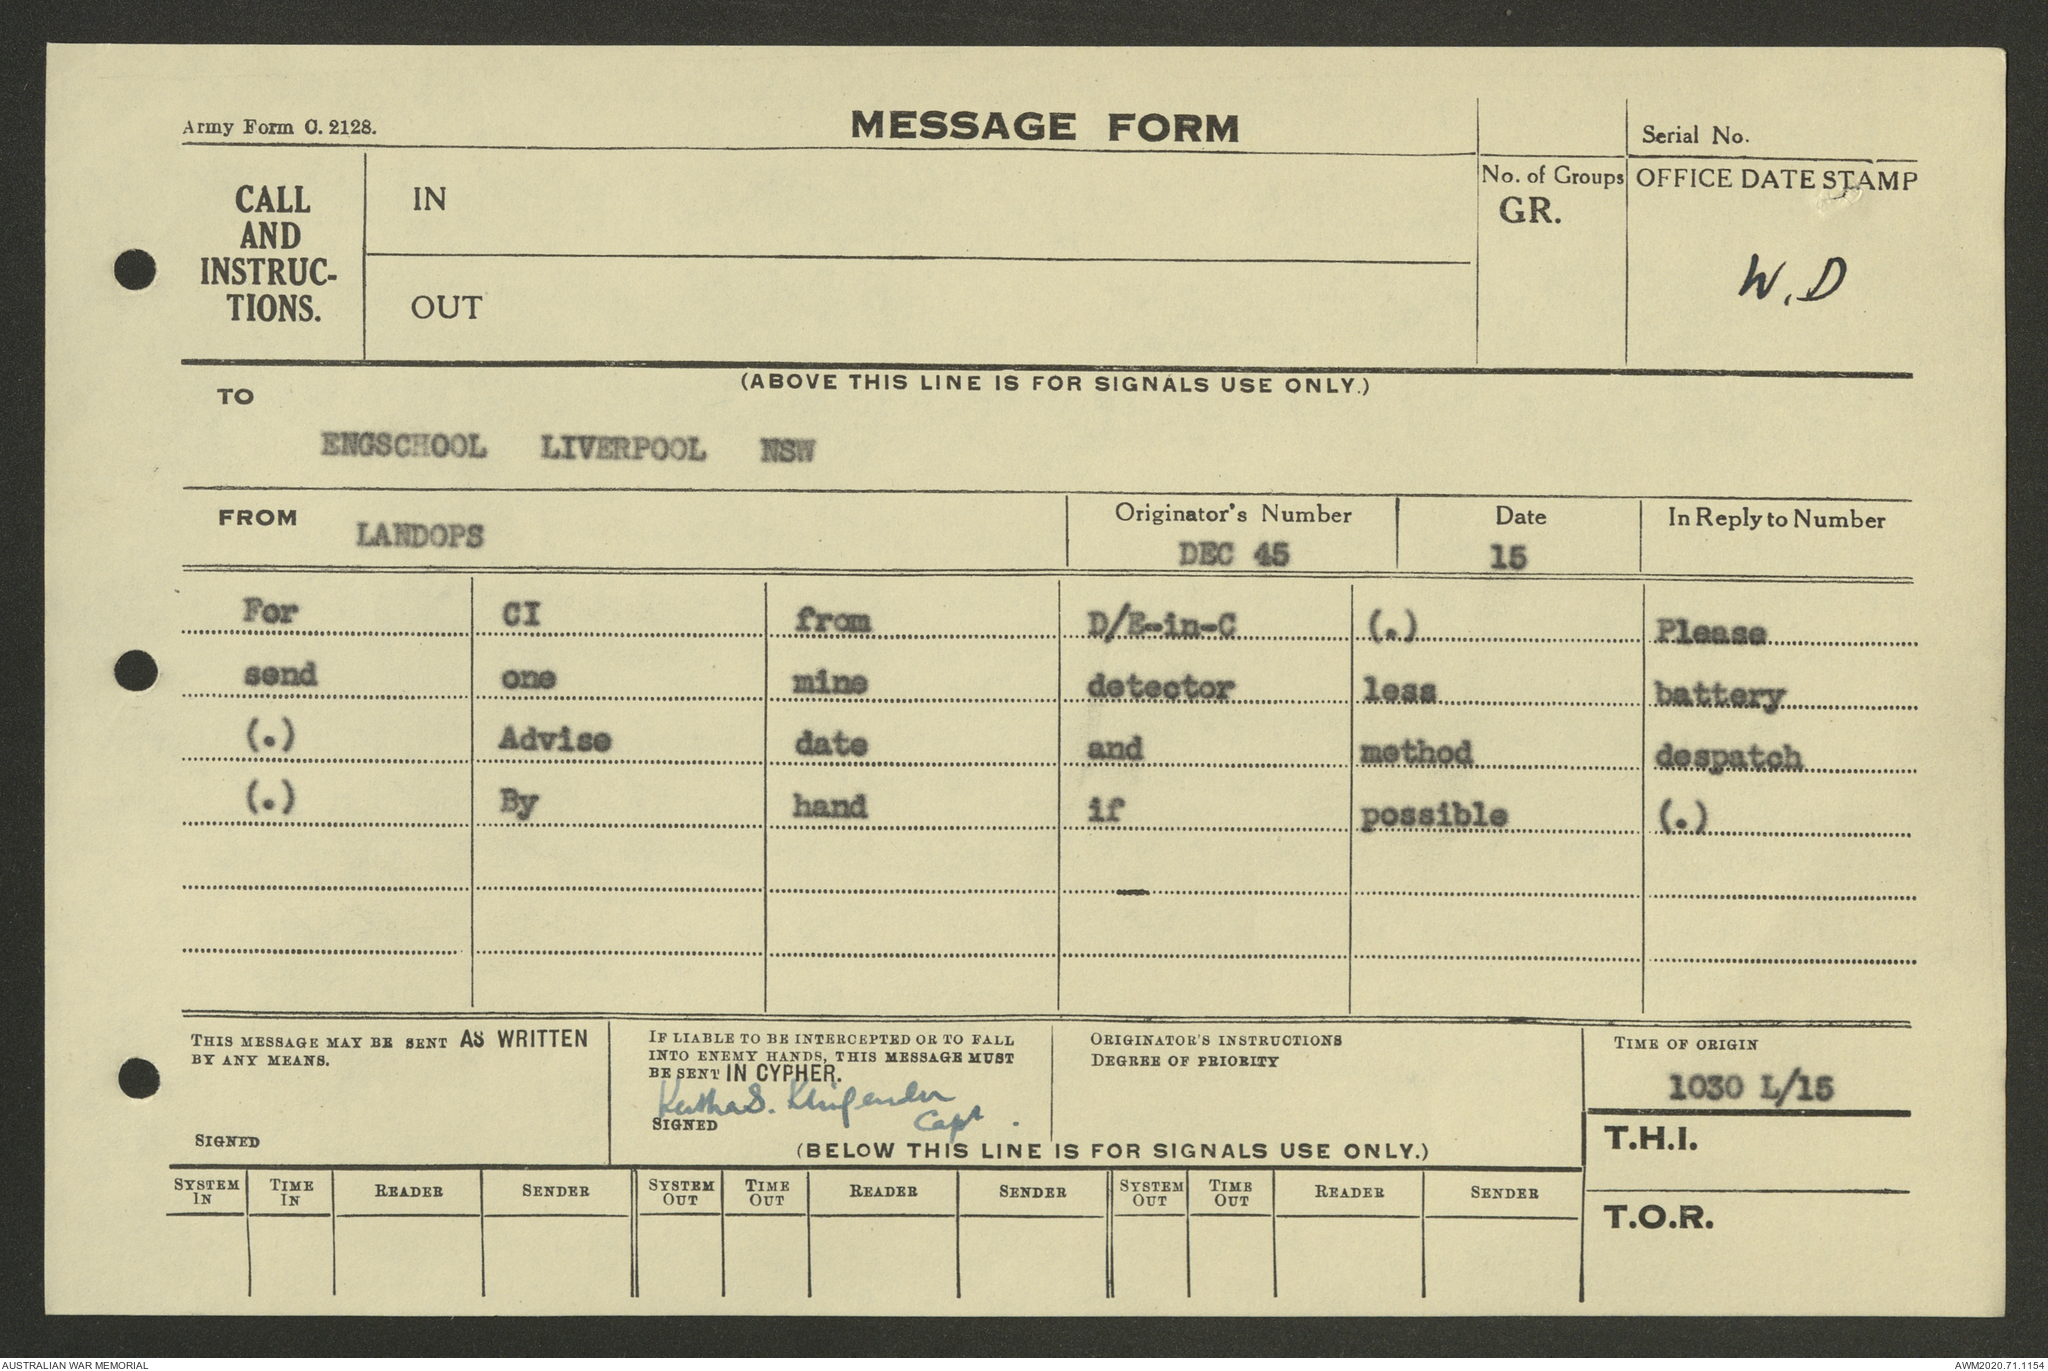 Army Form C. 2128.
MESSAGE FORM
Serial No.
CALL AND INSTRUC-TIONS.
IN
OUT
No. of Groups
GR.
OFFICE DATE STAMP
W.D
(ABOVE THIS LINE IS FOR SIGNALS USE ONLY.)
TO
ENGSCHOOL LIVERPOOL NSW
FROM
LANDOPS
Originator's Number
DEC 45
Date
15
In Reply to Number
For CI from D/E-in-C (.) Please
send one mine detector less battery
(.) Advise date and method despatch
(.) By hand if possible (.)
THIS MESSAGE MAY BE SENT AS WRITTEN
BY ANY MEANS.
SIGNED
IF LIABLE TO BE INTERCEPTED OR TO FALL
INTO ENEMY HANDS, THIS MESSAGE MUST
BE SENT IN CYPHER.
Capt.
SIGNED
ORIGINATOR'S INSTRUCTIONS
DEGREE OF PRIORITY
TIME OF ORIGIN
1030 L/15
T.H.I.
T.O.R.
(BELOW THIS LINE IS FOR SIGNALS USE ONLY.)
SYSTEM IN TIME IN READER SENDER SYSTEM OUT TIME OUT READER SENDER SYSTEM OUT TIME OUT READER SENDER
AUSTRALIAN WAR MEMORIAL
AWM2020.71.1154